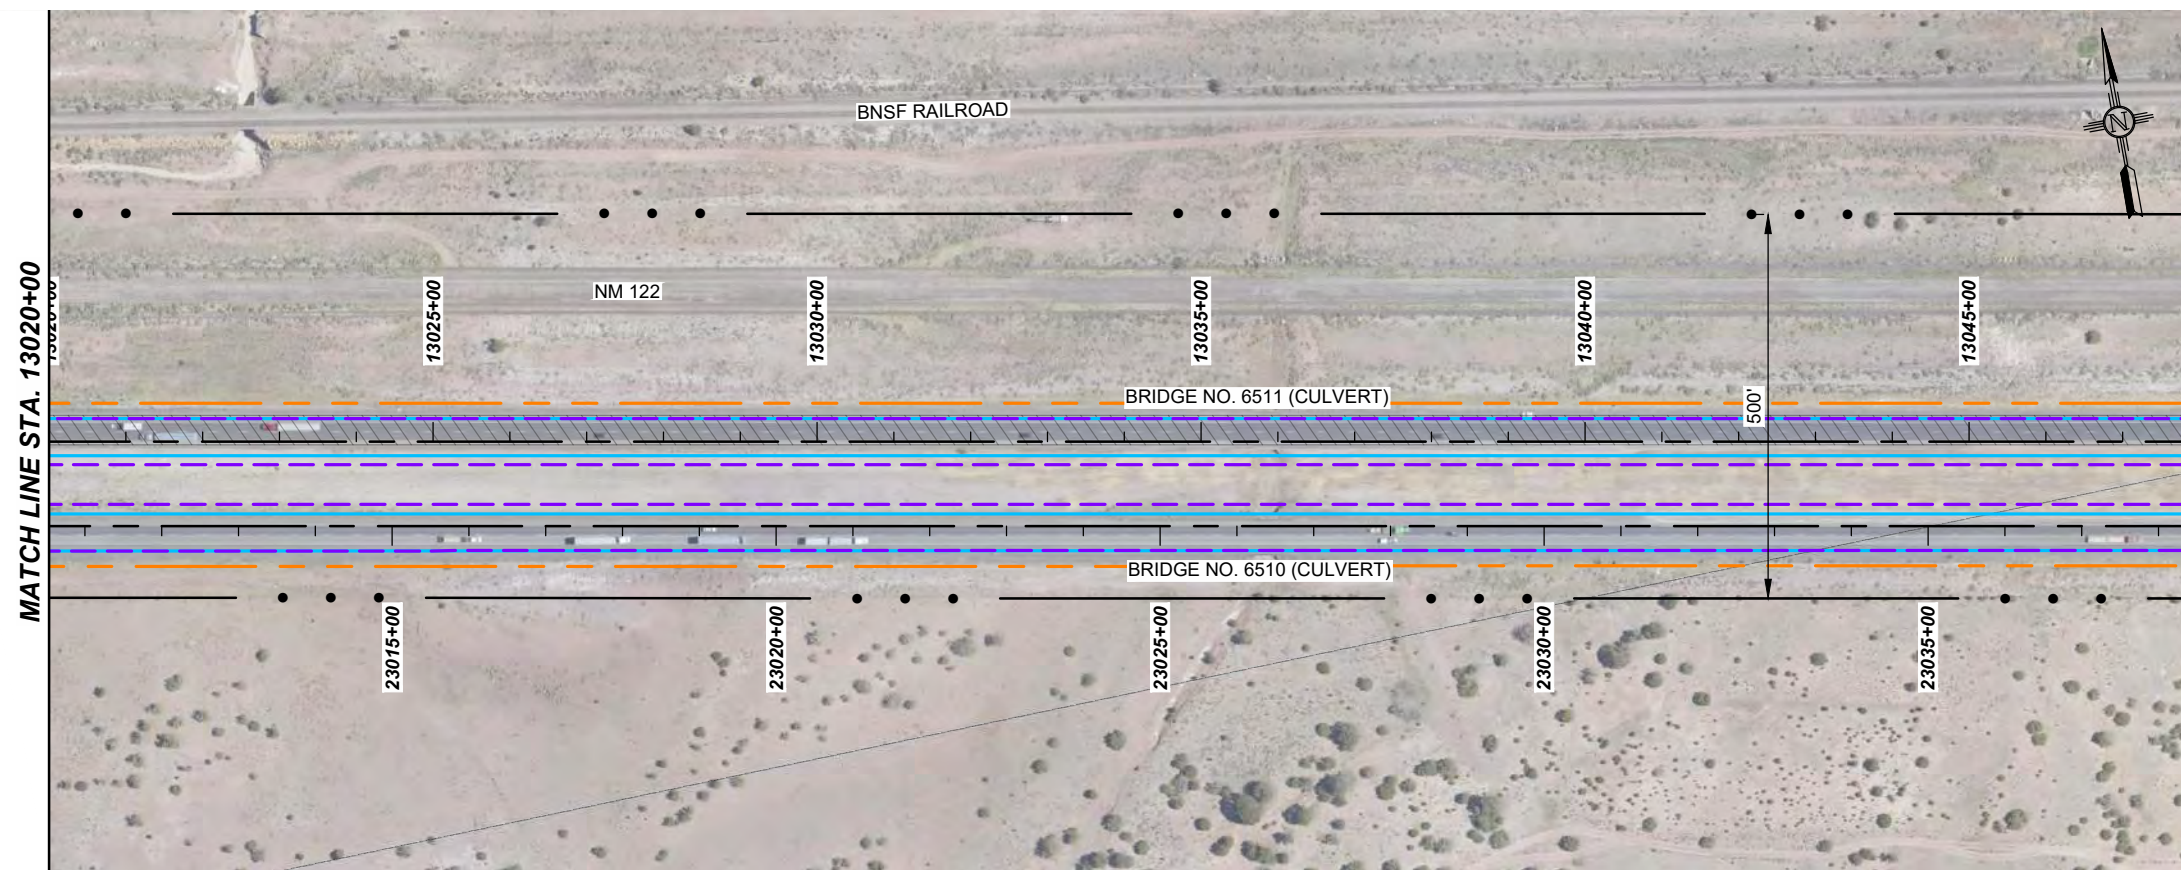 BNSF RAILROAD
N
MATCH LINE STA. 13020+00
13020+00
13025+00
NM 122
13030+00
13035+00
13040+00
13045+00
BRIDGE NO. 6511 (CULVERT)
500'
BRIDGE NO. 6510 (CULVERT)
23015+00
23020+00
23025+00
23030+00
23035+00